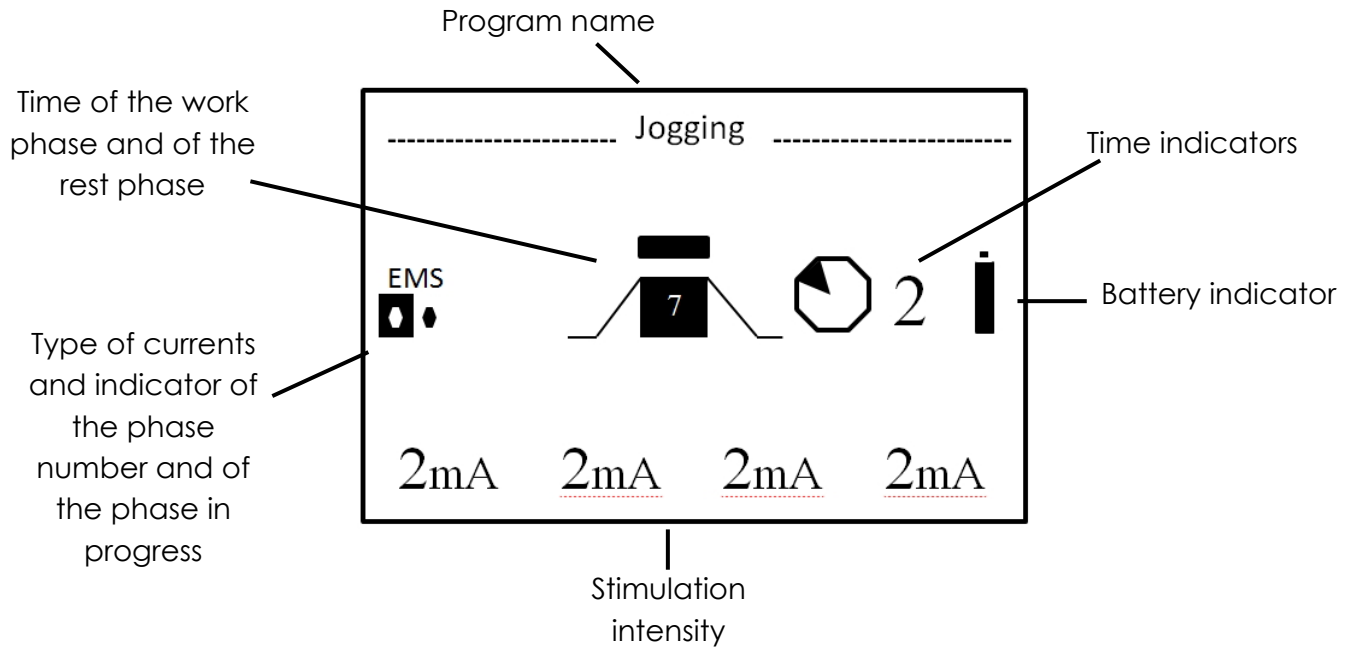 Program name
Time of the work
phase and of the
rest phase
Jogging
Time indicators
EMS
7
2
Battery indicator
Type of currents
and indicator of
the phase
number and of
the phase in
progress
2mA 2mA 2mA 2mA
Stimulation
intensity